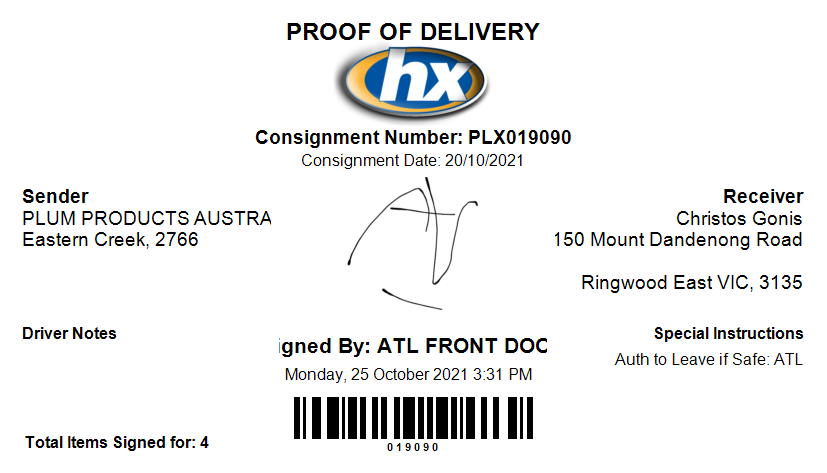 PROOF OF DELIVERY
hx
Consignment Number: PLX019090
Consignment Date: 20/10/2021
Sender
PLUM PRODUCTS AUSTRA
Eastern Creek, 2766
Receiver
Christos Gonis
150 Mount Dandenong Road
Ringwood East VIC, 3135
Driver Notes
Special Instructions
Auth to Leave if Safe: ATL
igned By: ATL FRONT DOO
Monday, 25 October 2021 3:31 PM
019090
Total Items Signed for: 4